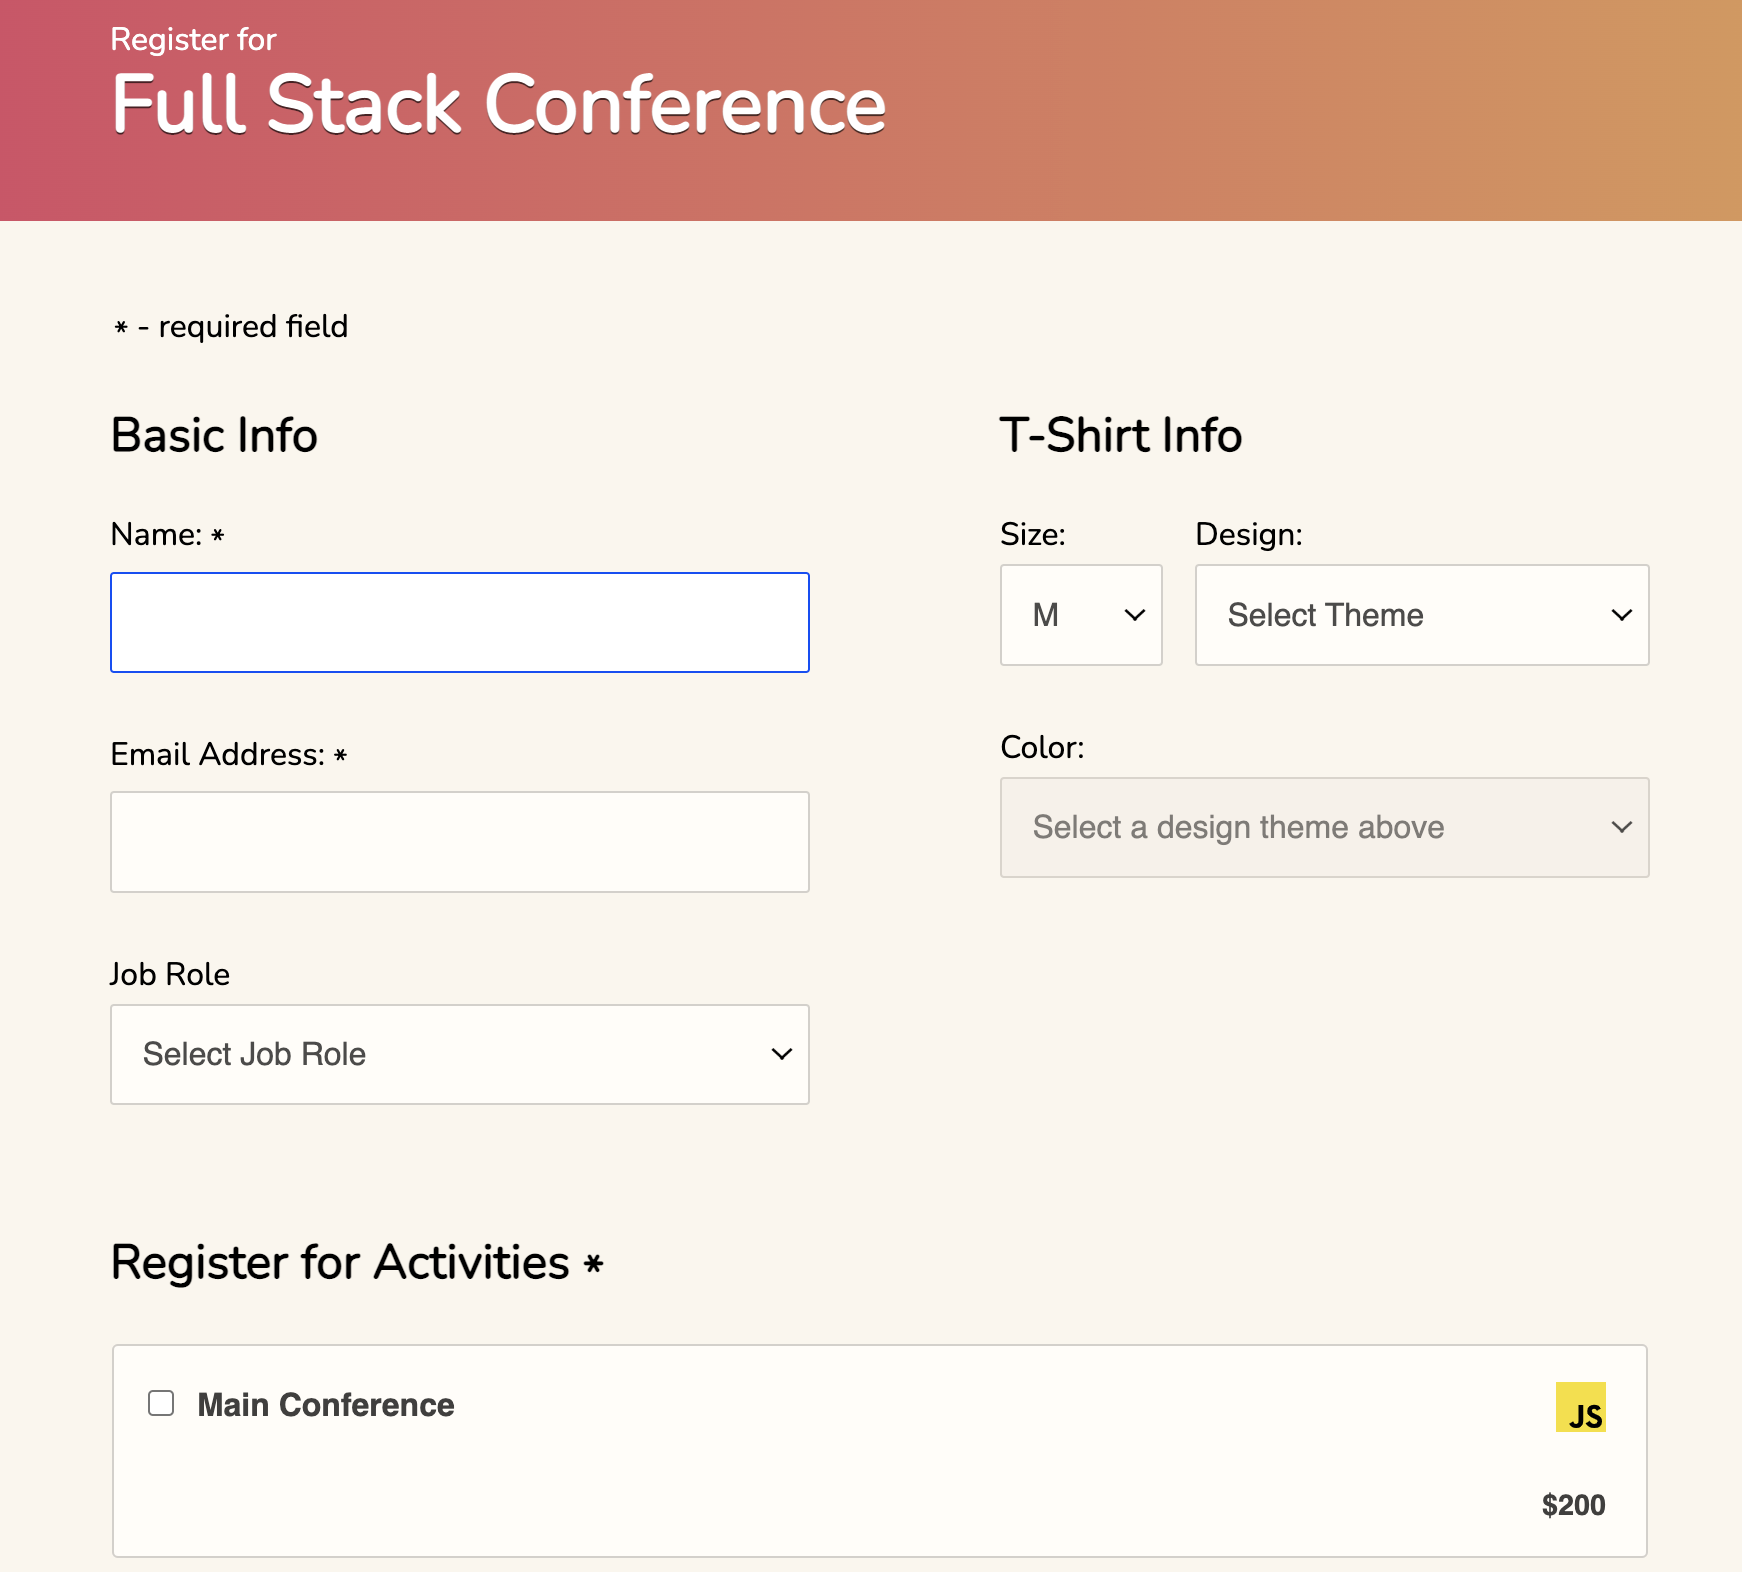 Register for
Full Stack Conference
* - required field
Basic Info
Name: *
Email Address: *
Job Role
Select Job Role
T-Shirt Info
Size:
M
Design:
Select Theme
Color:
Select a design theme above
Register for Activities *
Main Conference
JS
$200